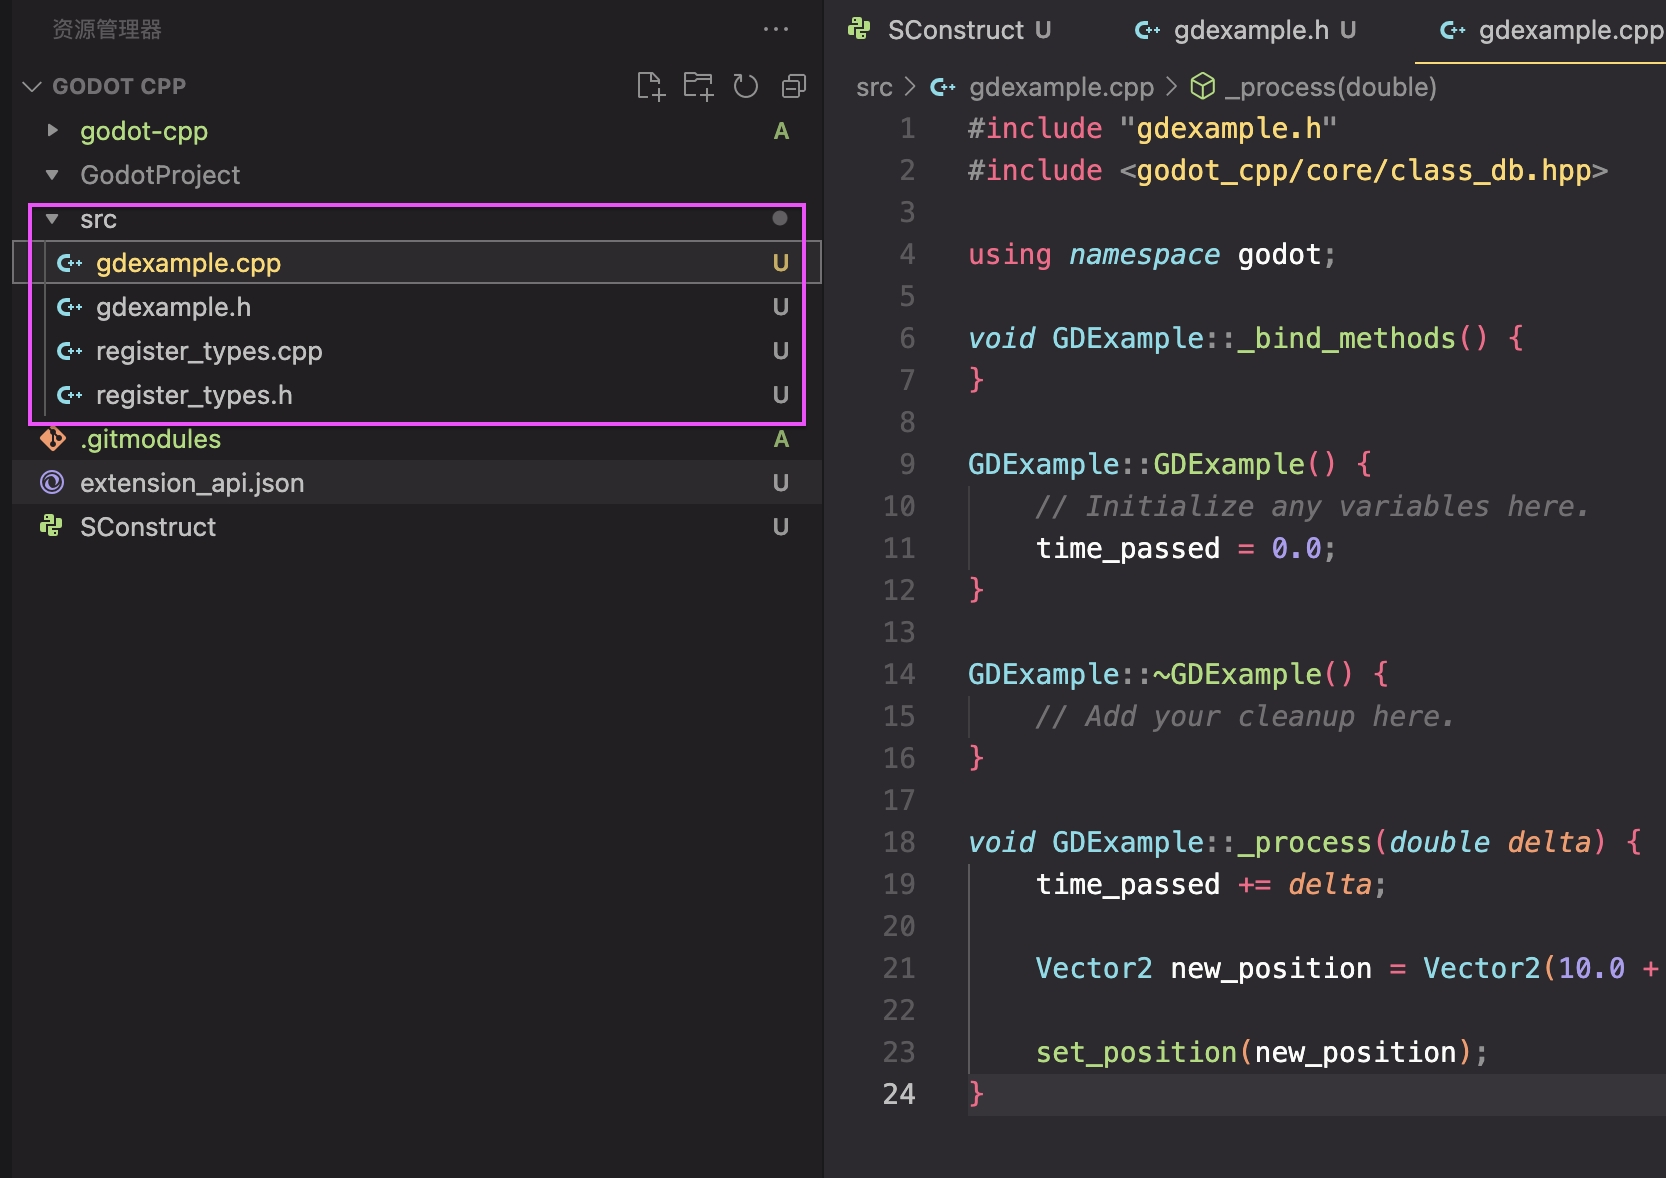 资源管理器
GODOT CPP
godot-cpp A
GodotProject
src
gdexample.cpp U
gdexample.h U
register_types.cpp U
register_types.h U
.gitmodules A
extension_api.json U
SConstruct U
SConstruct U gdexample.h U gdexample.cpp
src > gdexample.cpp > _process(double)
1 #include "gdexample.h"
2 #include <godot_cpp/core/class_db.hpp>
3
4 using namespace godot;
5
6 void GDExample::_bind_methods() {
7 }
8
9 GDExample::GDExample() {
10 // Initialize any variables here.
11 time_passed = 0.0;
12 }
13
14 GDExample::~GDExample() {
15 // Add your cleanup here.
16 }
17
18 void GDExample::_process(double delta) {
19 time_passed += delta;
20
21 Vector2 new_position = Vector2(10.0 +
22
23 set_position(new_position);
24 }